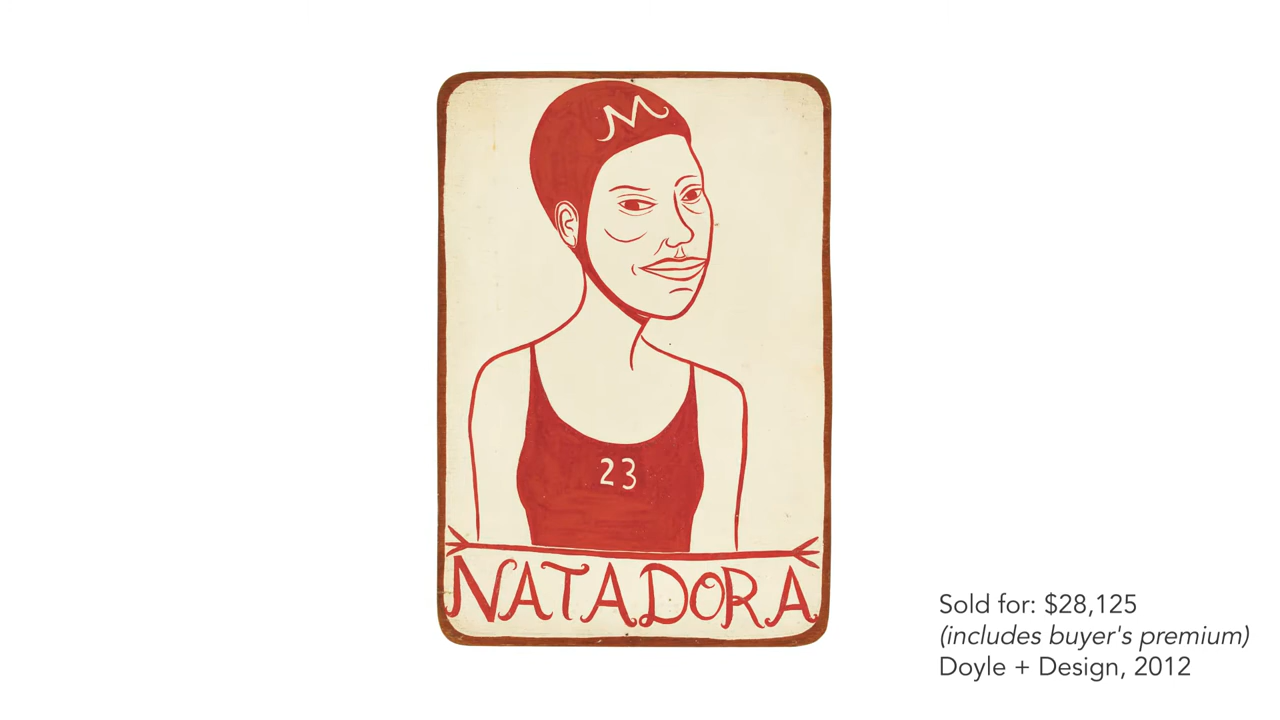 M
23
NATADORA
Sold for: $28,125
(includes buyer's premium)
Doyle + Design, 2012